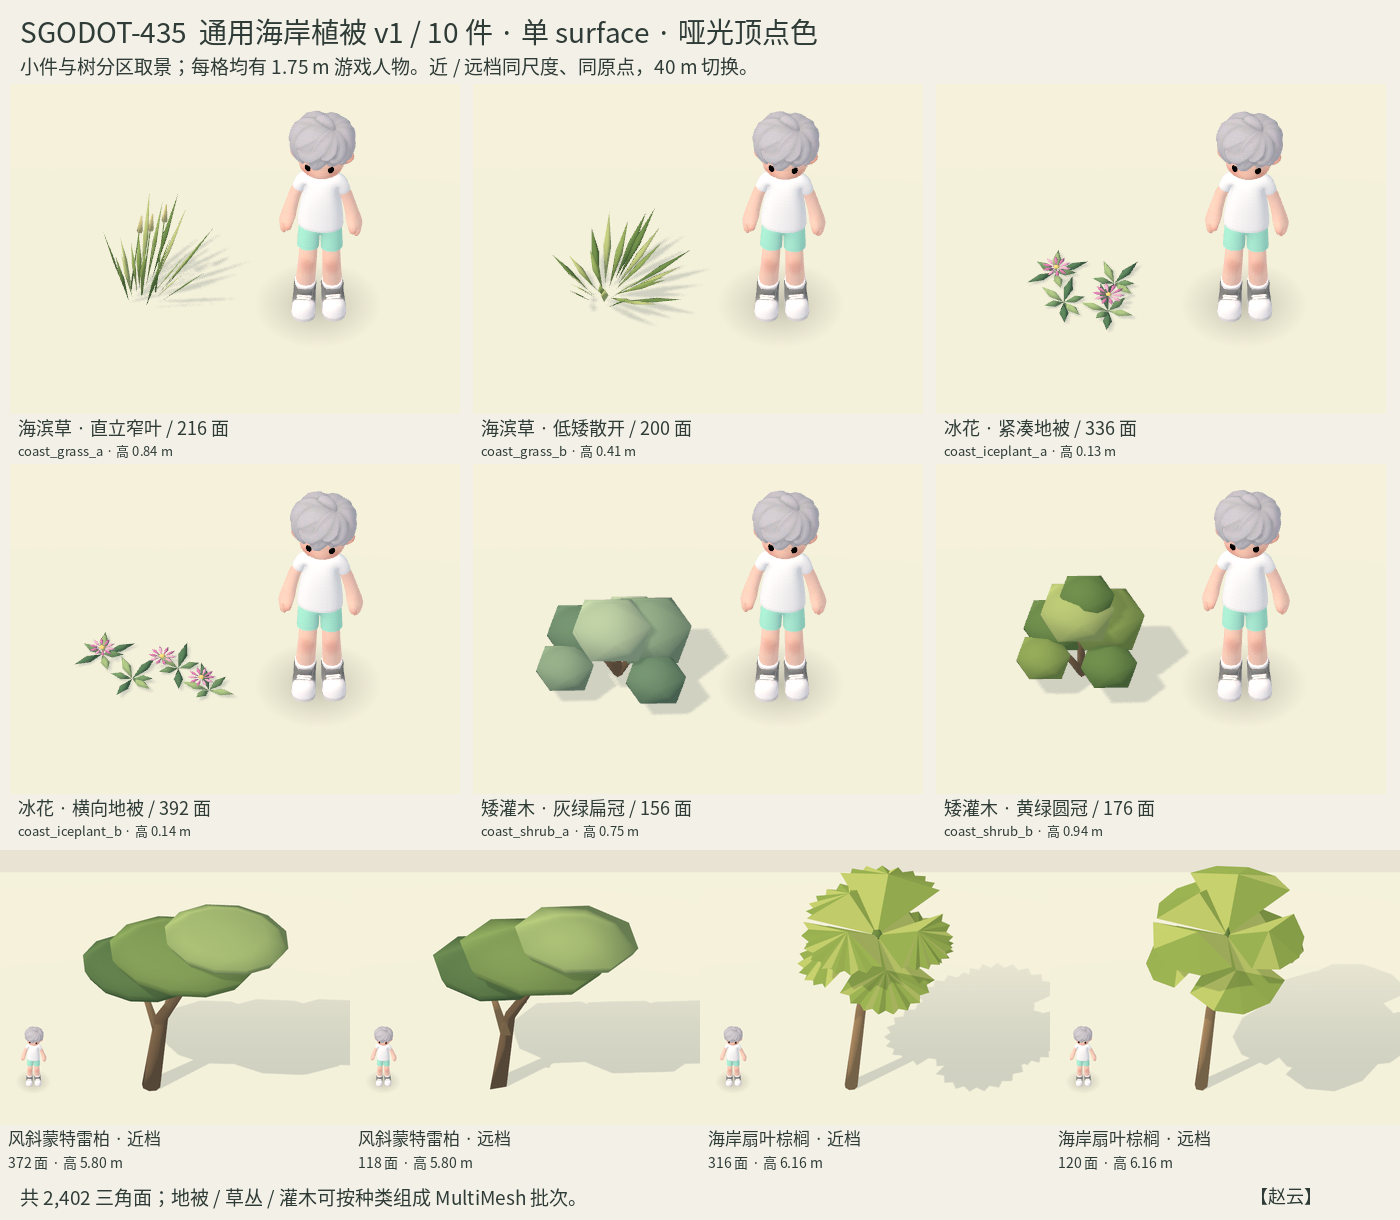 SGODOT-435 通用海岸植被 v1 / 10 件 · 单 surface · 哑光顶点色
小件与树分区取景；每格均有 1.75 m 游戏人物。近 / 远档同尺度、同原点，40 m 切换。
海滨草 · 直立窄叶 / 216 面
coast_grass_a · 高 0.84 m
海滨草 · 低矮散开 / 200 面
coast_grass_b · 高 0.41 m
冰花 · 紧凑地被 / 336 面
coast_iceplant_a · 高 0.13 m
冰花 · 横向地被 / 392 面
coast_iceplant_b · 高 0.14 m
矮灌木 · 灰绿扁冠 / 156 面
coast_shrub_a · 高 0.75 m
矮灌木 · 黄绿圆冠 / 176 面
coast_shrub_b · 高 0.94 m
风斜蒙特雷柏 · 近档
372 面 · 高 5.80 m
风斜蒙特雷柏 · 远档
118 面 · 高 5.80 m
海岸扇叶棕榈 · 近档
316 面 · 高 6.16 m
海岸扇叶棕榈 · 远档
120 面 · 高 6.16 m
共 2,402 三角面；地被 / 草丛 / 灌木可按种类组成 MultiMesh 批次。
【赵云】